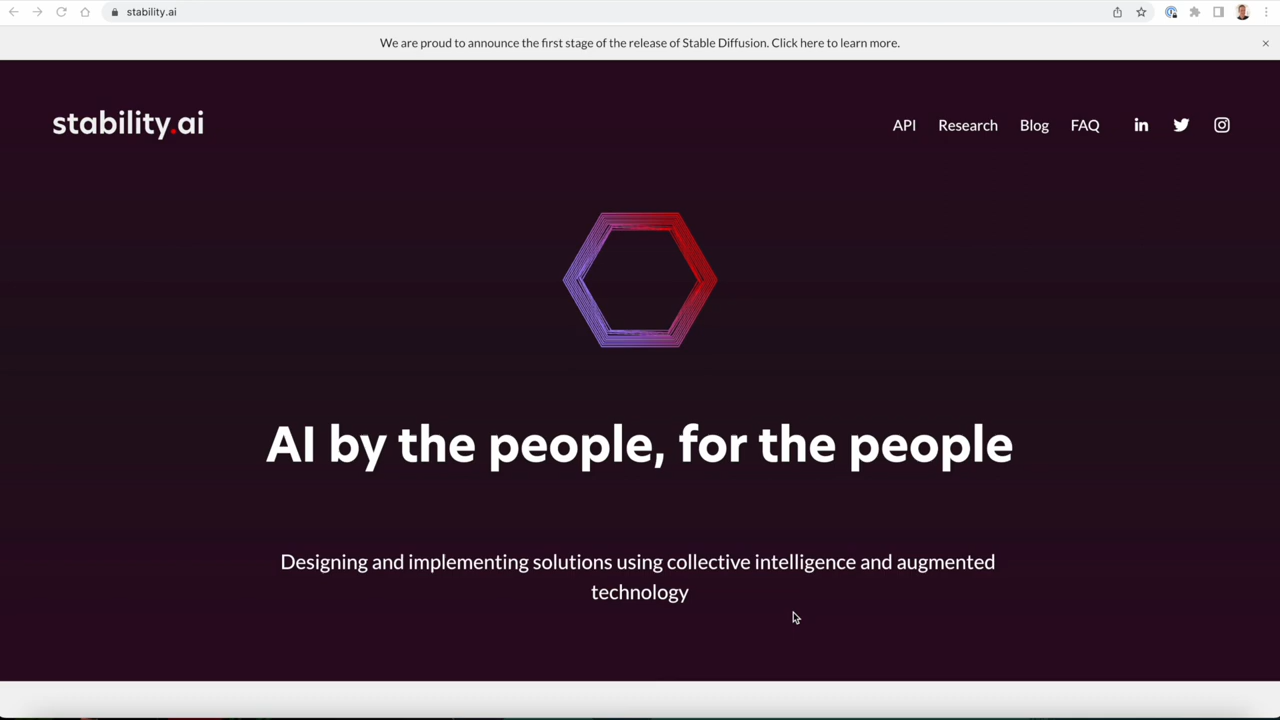 stability.ai
We are proud to announce the first stage of the release of Stable Diffusion. Click here to learn more.
stability.ai
API Research Blog FAQ
AI by the people, for the people
Designing and implementing solutions using collective intelligence and augmented
technology